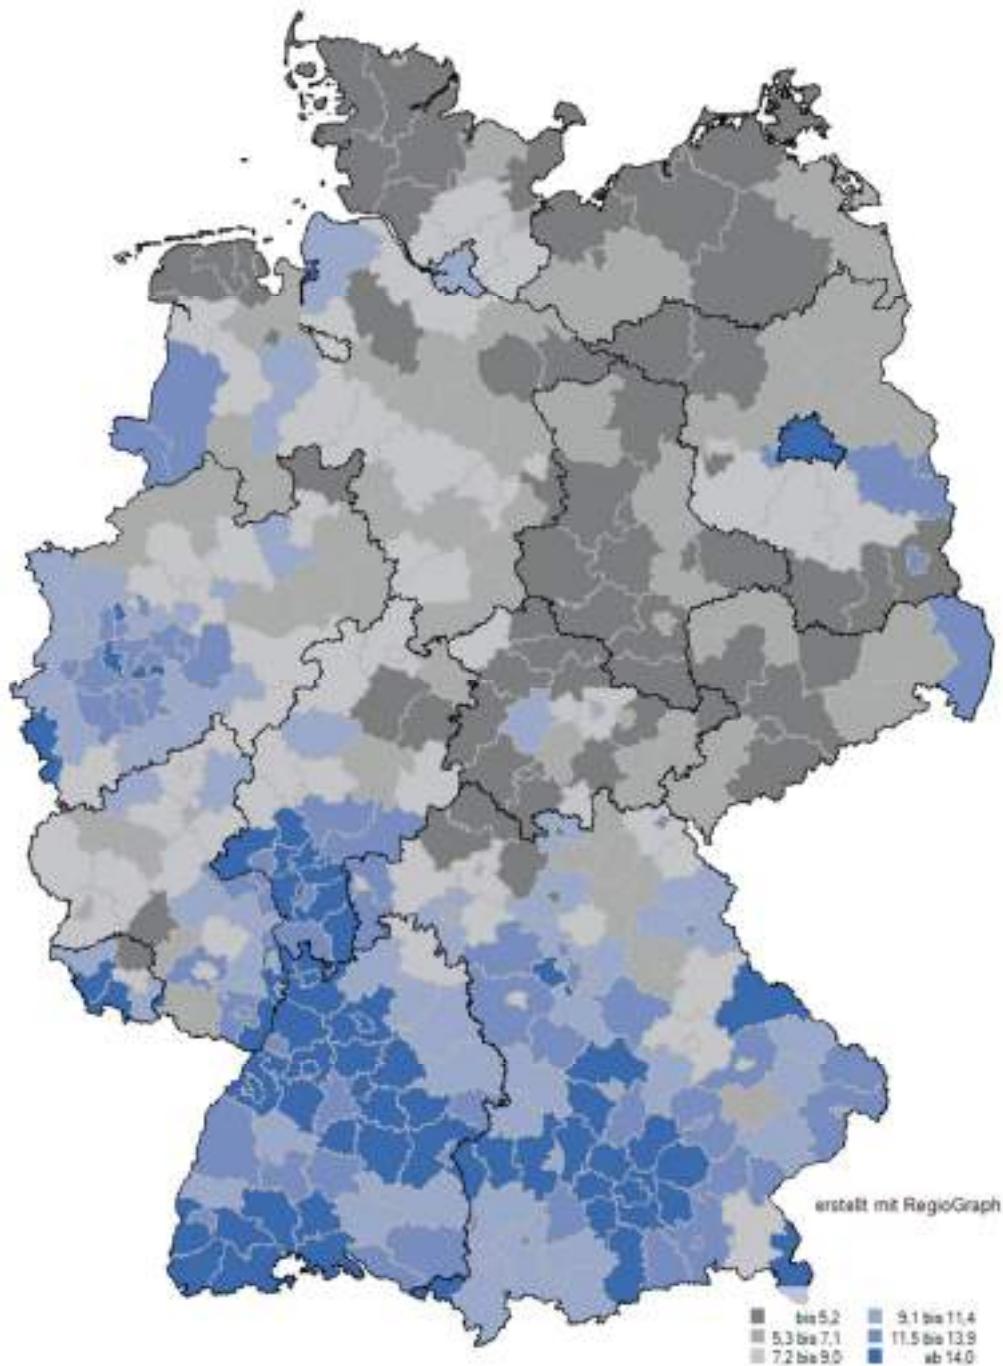 erstellt mit RegioGraph
bis 5,2
5,3 bis 7,1
7,2 bis 9,0
9,1 bis 11,4
11,5 bis 13,9
ab 14,0